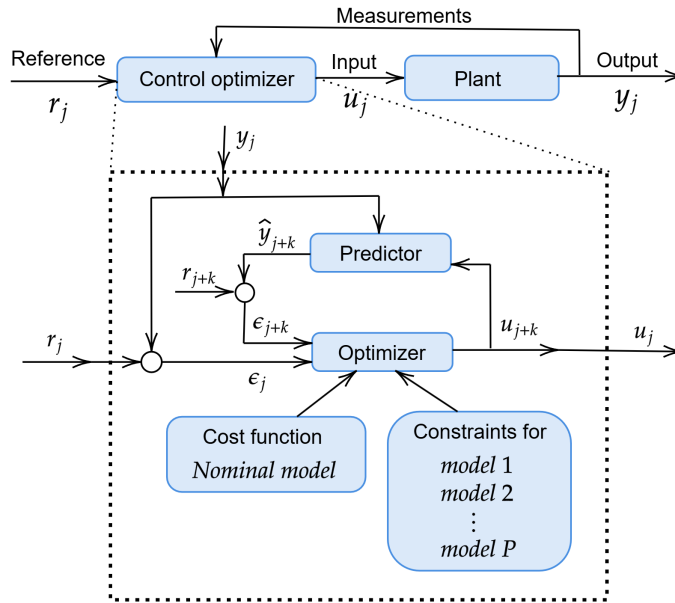 Measurements
Reference
Control optimizer
Input
Plant
Output
r_j
u_j
y_j
y_j
ŷ_{j+k}
Predictor
r_{j+k}
ϵ_{j+k}
u_{j+k}
r_j
Optimizer
u_j
ϵ_j
Cost function
Nominal model
Constraints for
model 1
model 2
⋮
model P